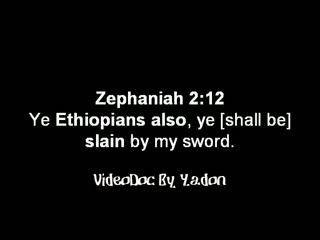 Zephaniah 2:12
Ye Ethiopians also, ye [shall be]
slain by my sword.
VideoDoc By Yadon